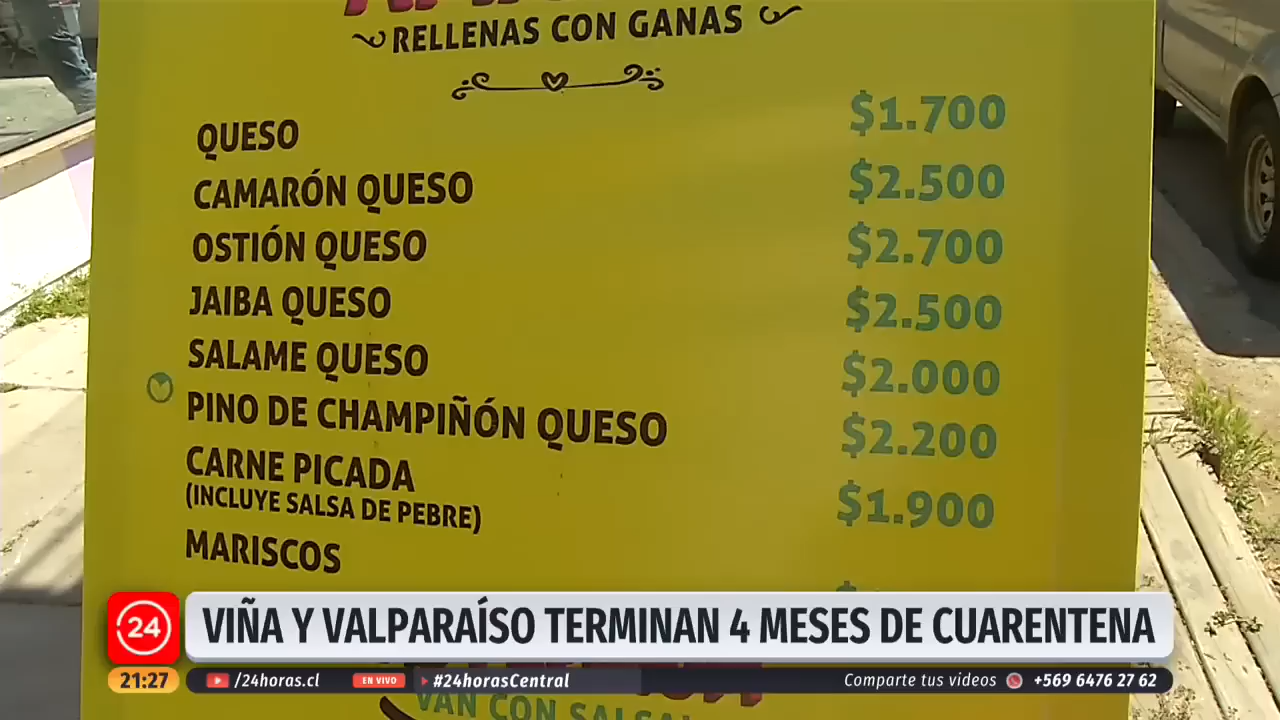 RELLENAS CON GANAS
QUESO $1.700
CAMARÓN QUESO $2.500
OSTIÓN QUESO $2.700
JAIBA QUESO $2.500
SALAME QUESO $2.000
PINO DE CHAMPIÑÓN QUESO $2.200
CARNE PICADA $1.900
(INCLUYE SALSA DE PEBRE)
MARISCOS
24 VIÑA Y VALPARAÍSO TERMINAN 4 MESES DE CUARENTENA
21:27 /24horas.cl EN VIVO #24horasCentral Comparte tus videos +569 6476 27 62
VAN CON SALSA